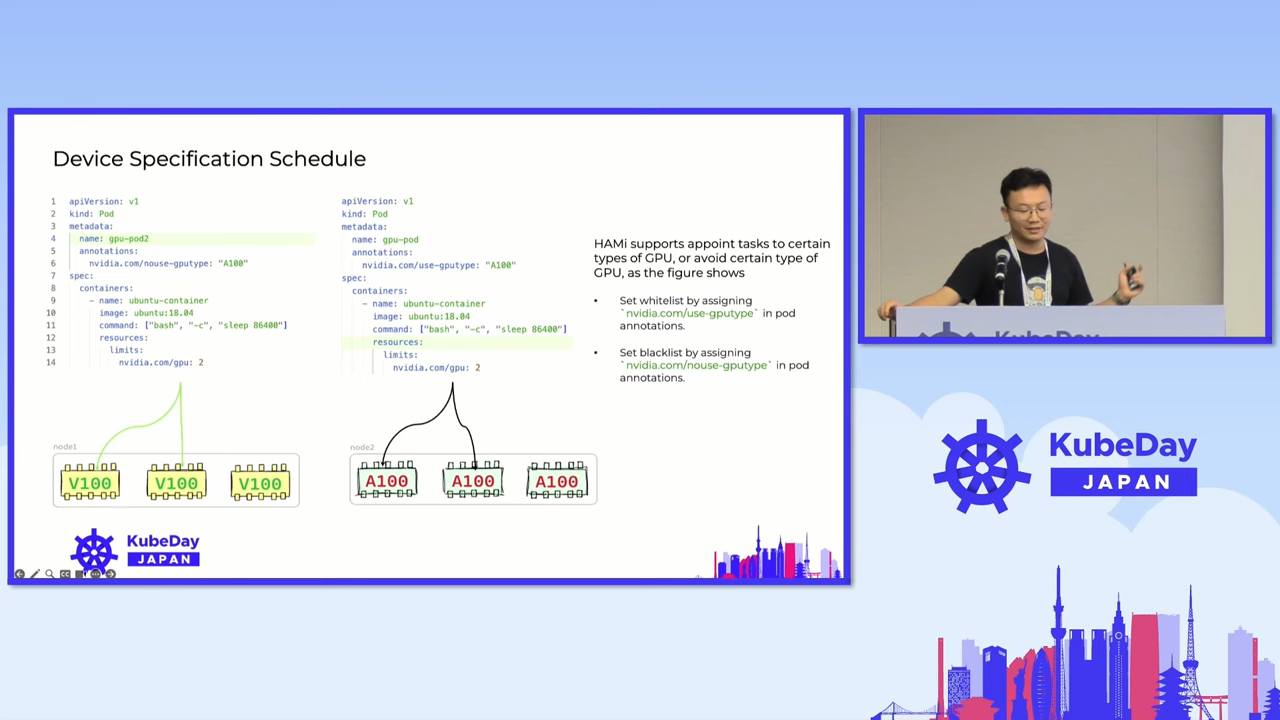 Device Specification Schedule
1 apiVersion: v1
2 kind: Pod
3 metadata:
4 name: gpu-pod2
5 annotations:
6 nvidia.com/nouse-gputype: "A100"
7 spec:
8 containers:
9 - name: ubuntu-container
10 image: ubuntu:18.04
11 command: ["bash", "-c", "sleep 86400"]
12 resources:
13 limits:
14 nvidia.com/gpu: 2
apiVersion: v1
kind: Pod
metadata:
name: gpu-pod
annotations:
nvidia.com/use-gputype: "A100"
spec:
containers:
- name: ubuntu-container
image: ubuntu:18.04
command: ["bash", "-c", "sleep 86400"]
resources:
limits:
nvidia.com/gpu: 2
HAMi supports appoint tasks to certain
types of GPU, or avoid certain type of
GPU, as the figure shows
• Set whitelist by assigning
`nvidia.com/use-gputype` in pod
annotations.
• Set blacklist by assigning
`nvidia.com/nouse-gputype` in pod
annotations.
node1
V100
V100
V100
node2
A100
A100
A100
KubeDay
JAPAN
KubeDay
KubeDay
JAPAN